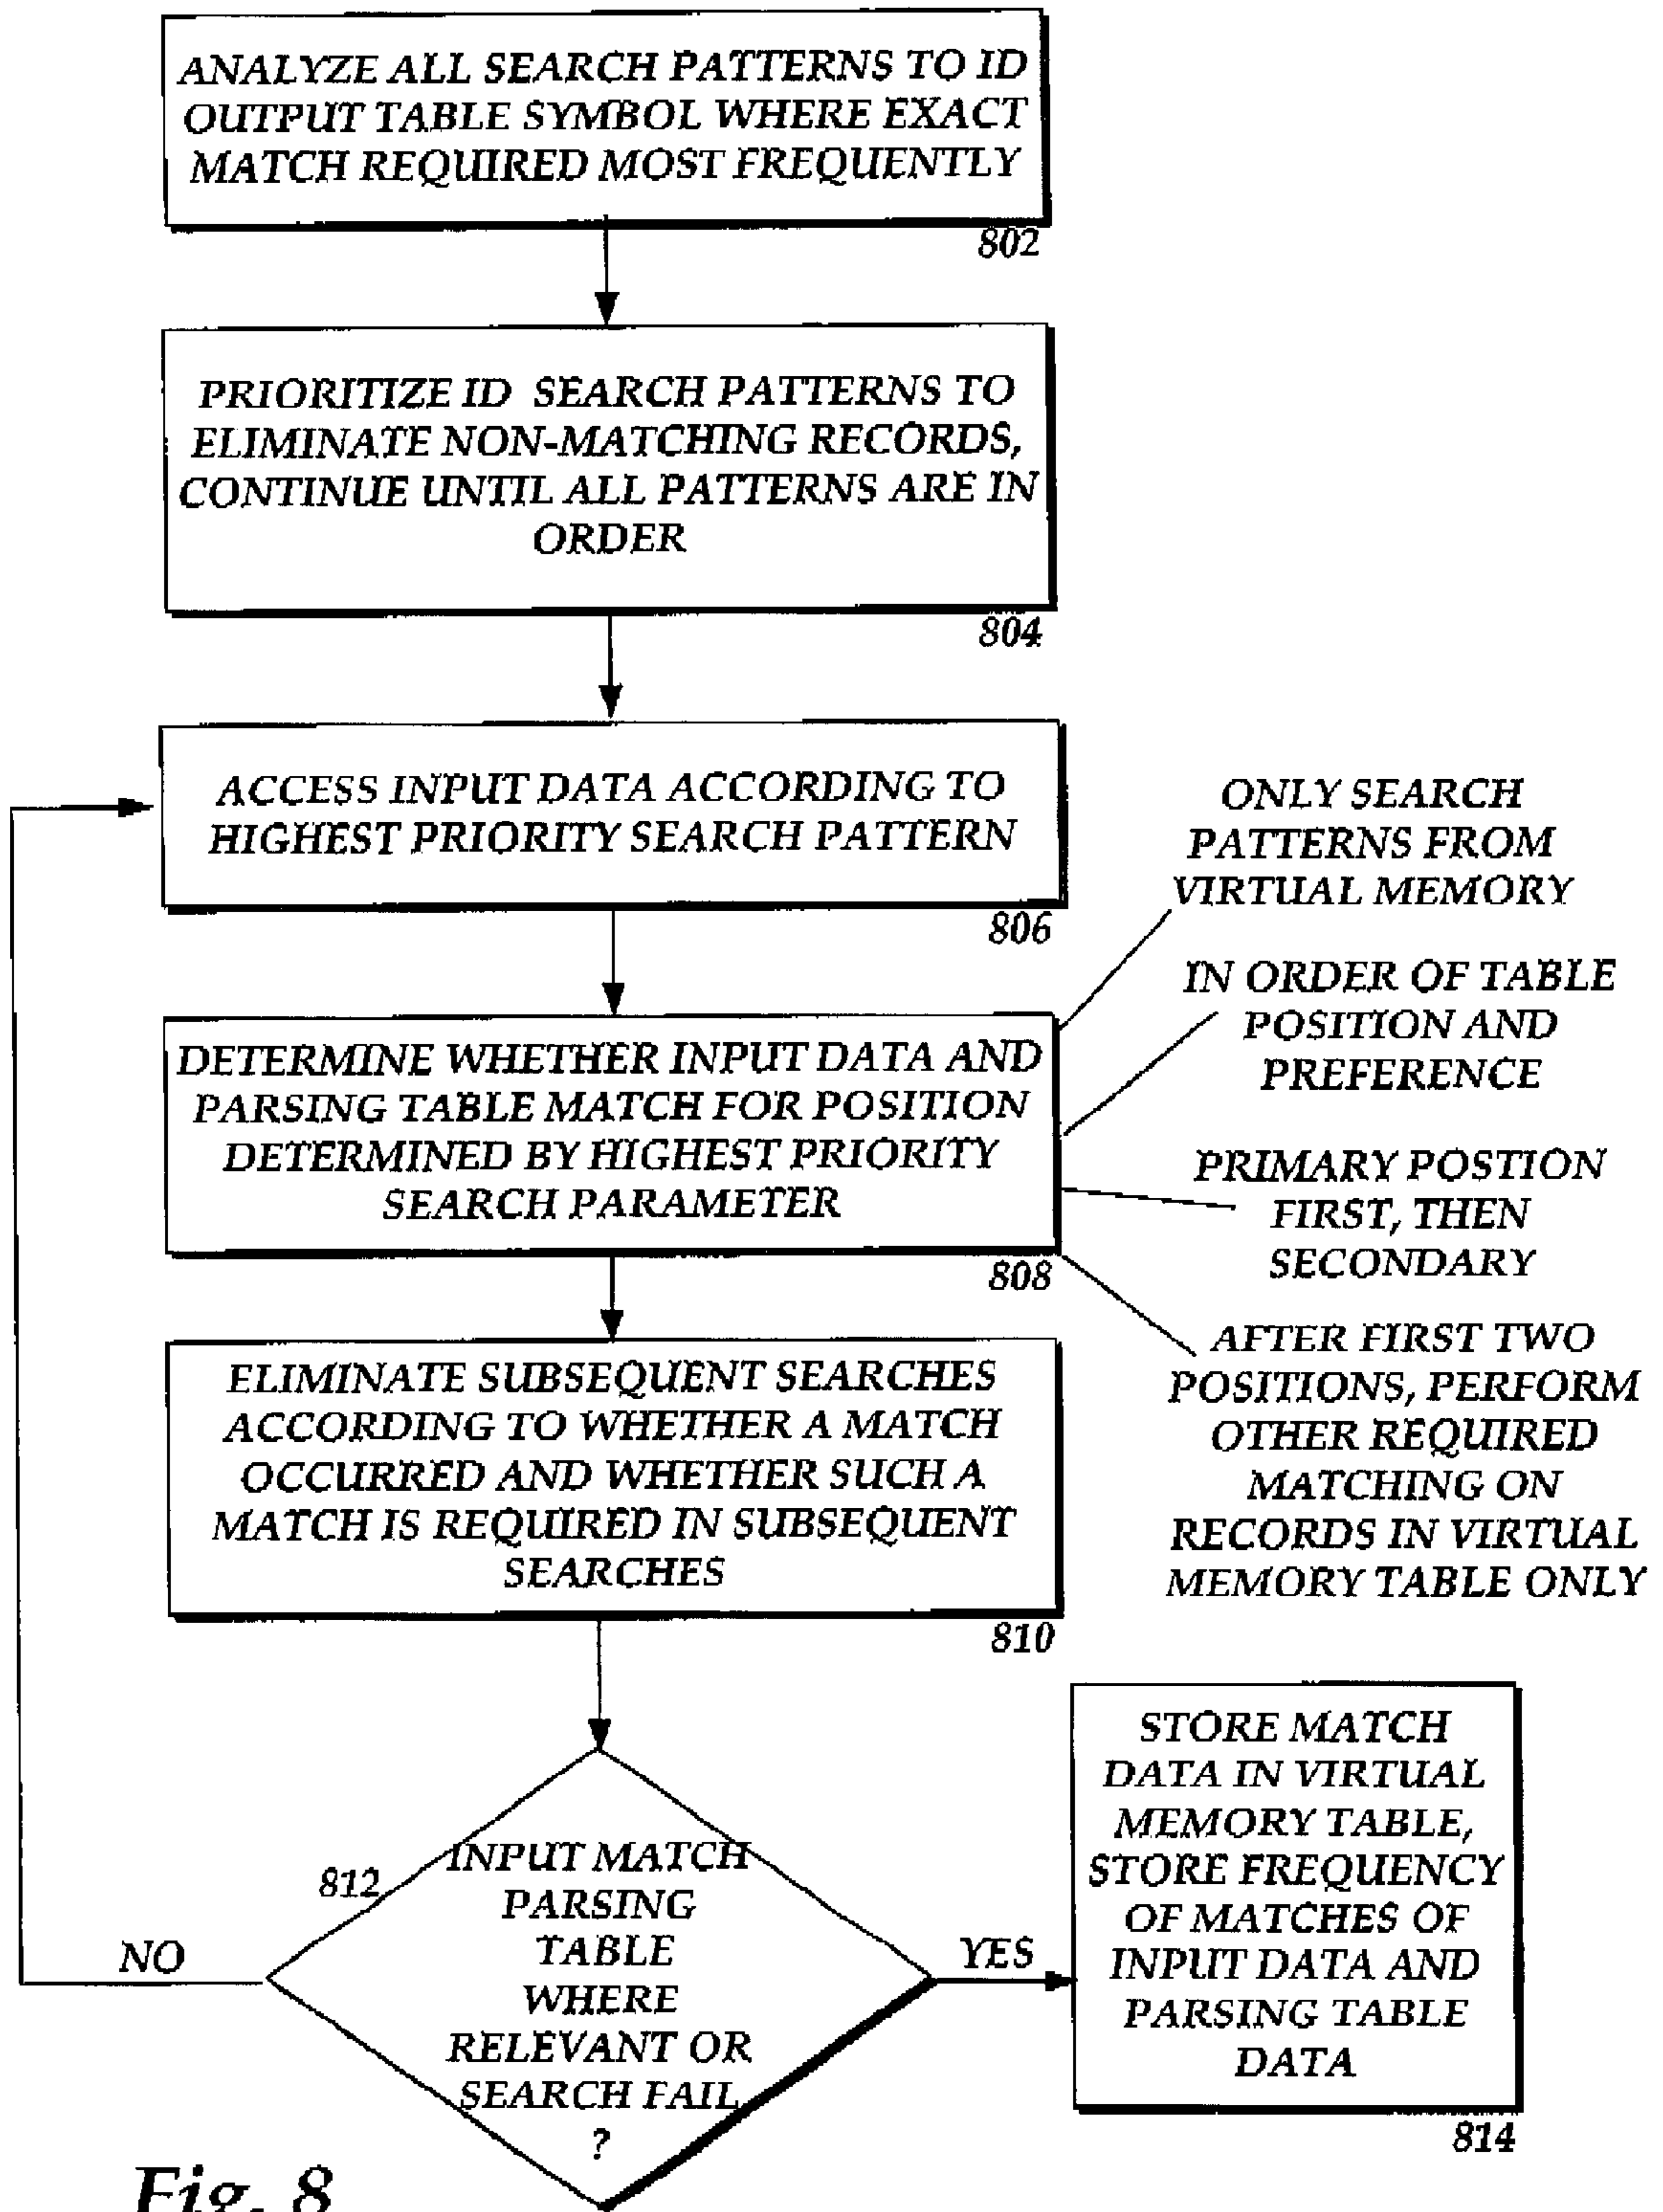 ANALYZE ALL SEARCH PATTERNS TO ID
OUTPUT TABLE SYMBOL WHERE EXACT
MATCH REQUIRED MOST FREQUENTLY
802
PRIORITIZE ID SEARCH PATTERNS TO
ELIMINATE NON-MATCHING RECORDS,
CONTINUE UNTIL ALL PATTERNS ARE IN
ORDER
804
ACCESS INPUT DATA ACCORDING TO
HIGHEST PRIORITY SEARCH PATTERN
806
ONLY SEARCH
PATTERNS FROM
VIRTUAL MEMORY
IN ORDER OF TABLE
POSITION AND
PREFERENCE
PRIMARY POSTION
FIRST, THEN
SECONDARY
AFTER FIRST TWO
POSITIONS, PERFORM
OTHER REQUIRED
MATCHING ON
RECORDS IN VIRTUAL
MEMORY TABLE ONLY
DETERMINE WHETHER INPUT DATA AND
PARSING TABLE MATCH FOR POSITION
DETERMINED BY HIGHEST PRIORITY
SEARCH PARAMETER
808
ELIMINATE SUBSEQUENT SEARCHES
ACCORDING TO WHETHER A MATCH
OCCURRED AND WHETHER SUCH A
MATCH IS REQUIRED IN SUBSEQUENT
SEARCHES
810
812
INPUT MATCH
PARSING
TABLE
WHERE
RELEVANT OR
SEARCH FAIL
?
NO
YES
STORE MATCH
DATA IN VIRTUAL
MEMORY TABLE,
STORE FREQUENCY
OF MATCHES OF
INPUT DATA AND
PARSING TABLE
DATA
814
Fig. 8